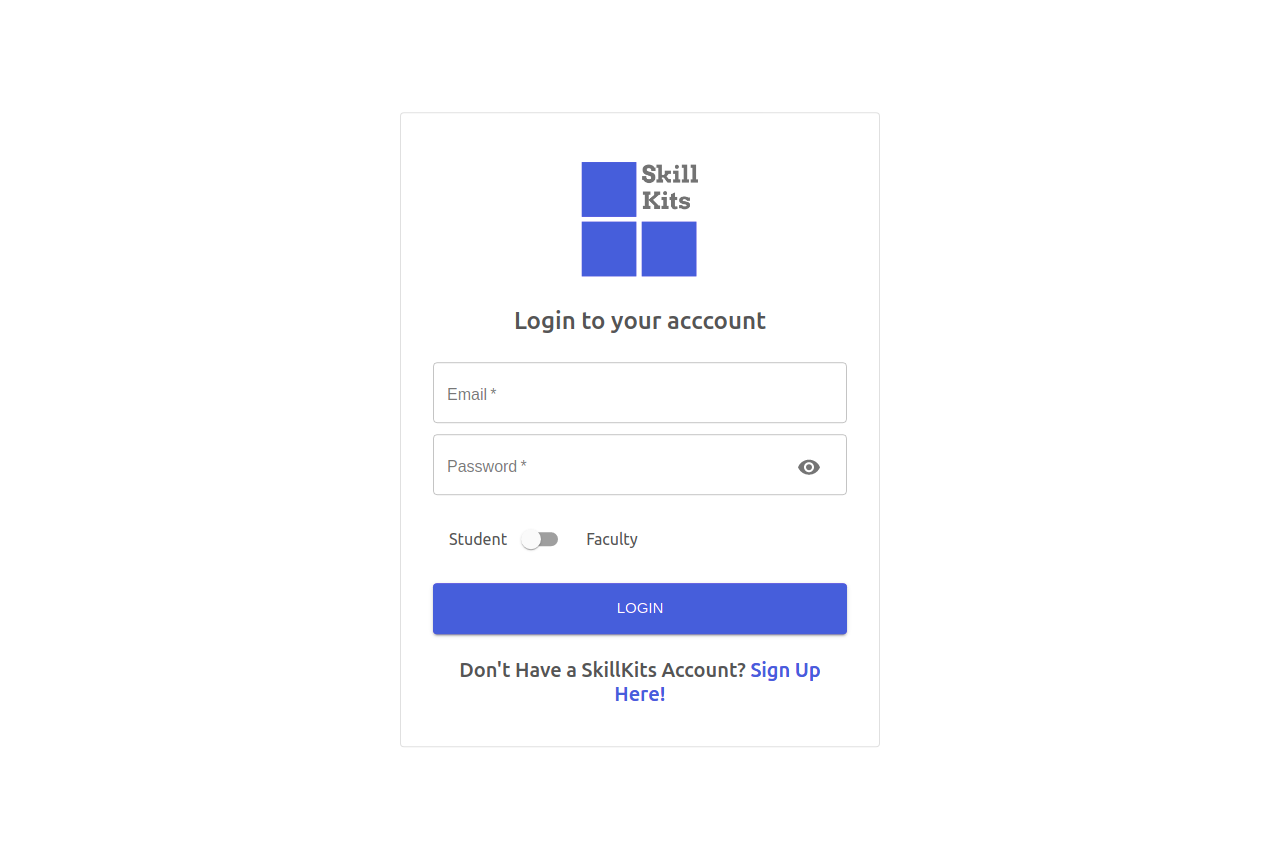 Skill
Kits
Login to your acccount
Email *
Password *
Student Faculty
LOGIN
Don't Have a SkillKits Account? Sign Up
Here!